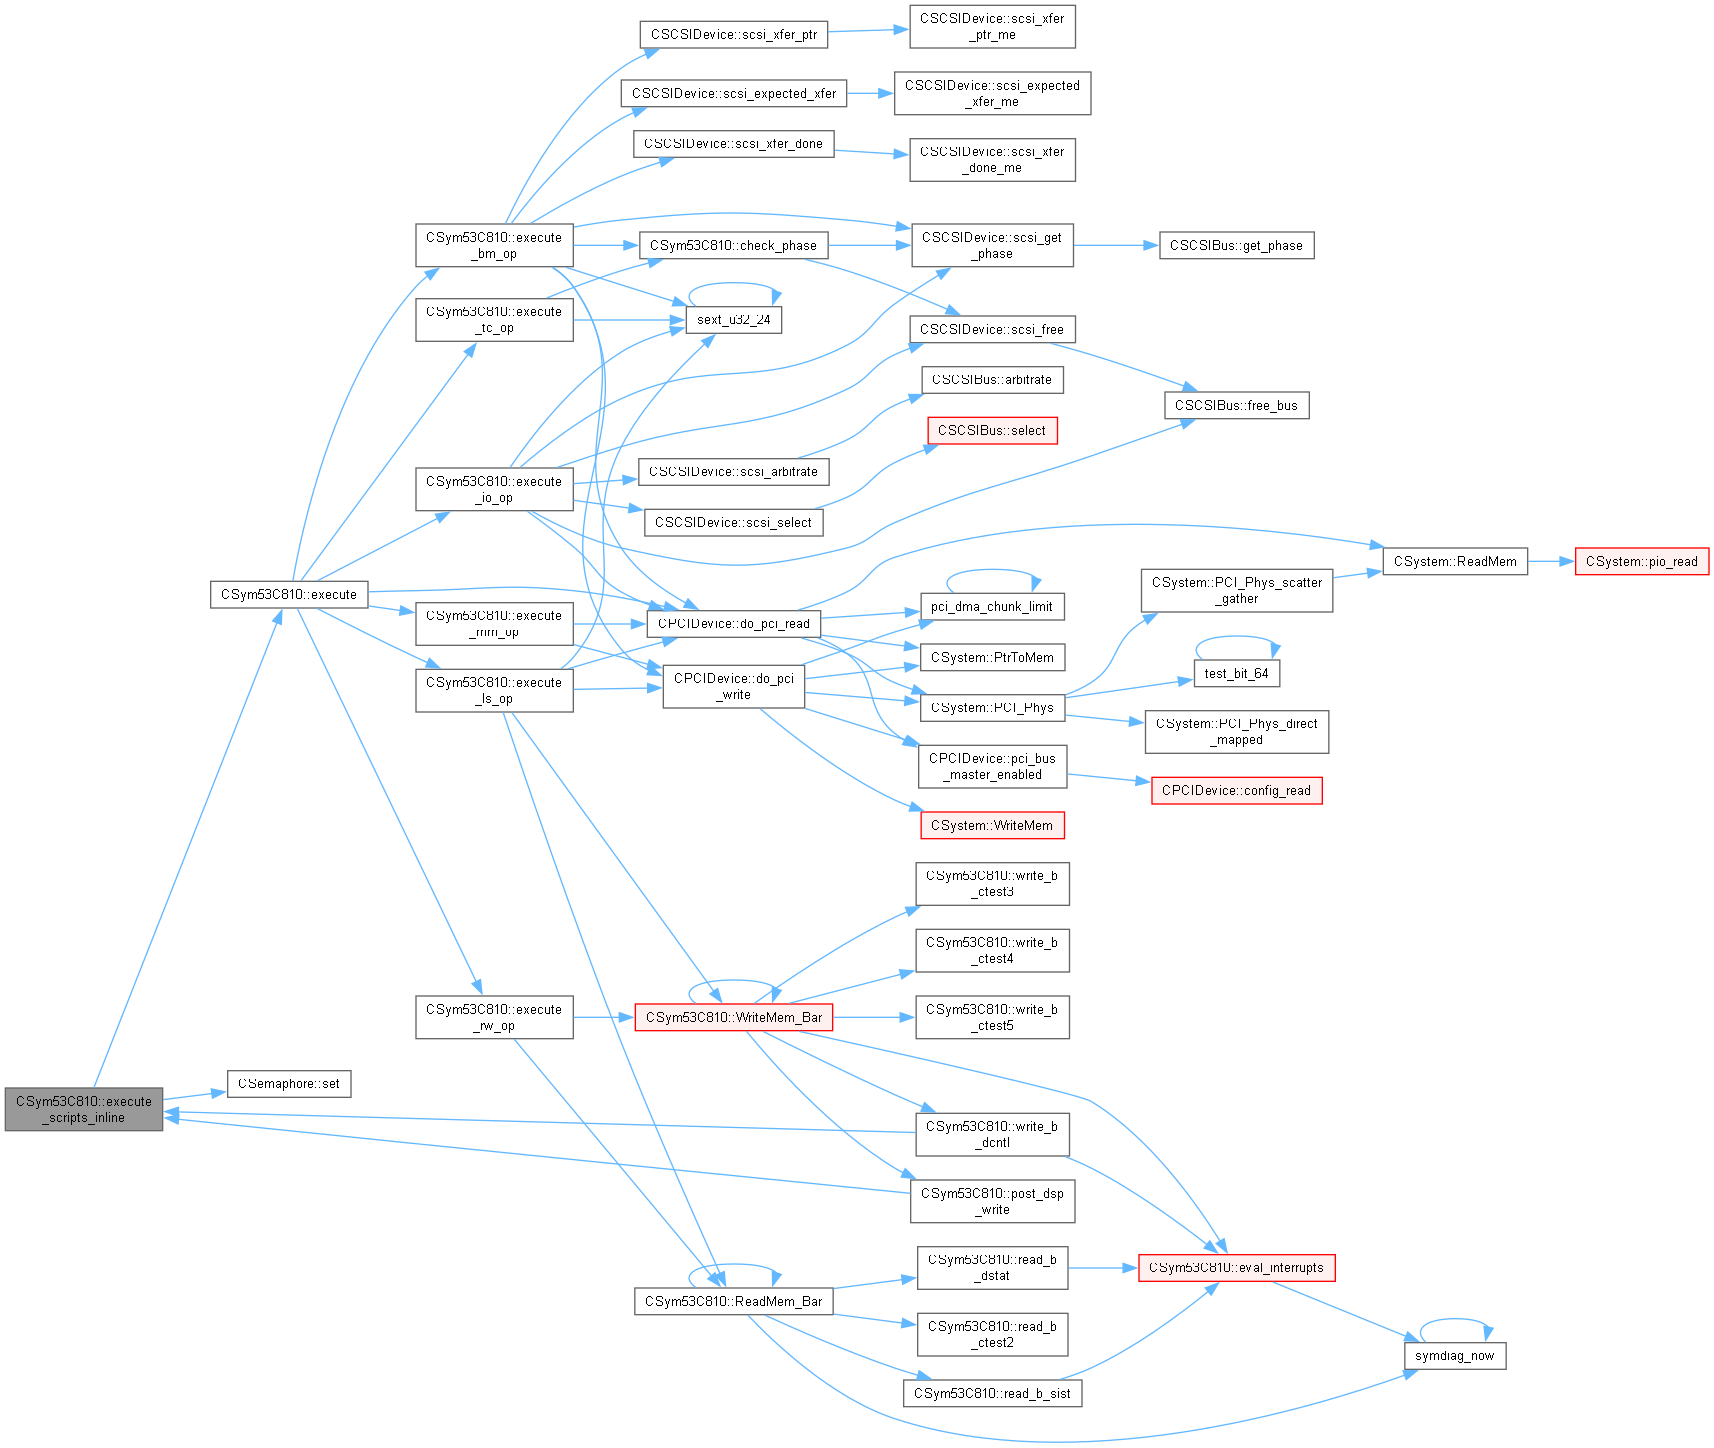 CSCSIDevice::scsi_xfer
_ptr_me
CSCSIDevice::scsi_xfer_ptr
CSCSIDevice::scsi_expected
_xfer_me
CSCSIDevice::scsi_expected_xfer
CSCSIDevice::scsi_xfer_done
CSCSIDevice::scsi_xfer
_done_me
CSym53C810::execute
_bm_op
CSym53C810::check_phase
CSCSIDevice::scsi_get
_phase
CSCSIBus::get_phase
CSym53C810::execute
_tc_op
sext_u32_24
CSCSIDevice::scsi_free
CSCSIBus::arbitrate
CSCSIBus::free_bus
CSCSIBus::select
CSym53C810::execute
_io_op
CSCSIDevice::scsi_arbitrate
CSCSIDevice::scsi_select
CSystem::ReadMem
CSystem::pio_read
CSym53C810::execute
CSystem::PCI_Phys_scatter
_gather
pci_dma_chunk_limit
CSym53C810::execute
_mm_op
CPCIDevice::do_pci_read
CSystem::PtrToMem
test_bit_64
CSym53C810::execute
_ls_op
CPCIDevice::do_pci
_write
CSystem::PCI_Phys
CSystem::PCI_Phys_direct
_mapped
CPCIDevice::pci_bus
_master_enabled
CPCIDevice::config_read
CSystem::WriteMem
CSym53C810::write_b
_ctest3
CSym53C810::write_b
_ctest4
CSym53C810::execute
_rw_op
CSym53C810::WriteMem_Bar
CSym53C810::write_b
_ctest5
CSemaphore::set
CSym53C810::execute
_scripts_inline
CSym53C810::write_b
_dcntl
CSym53C810::post_dsp
_write
CSym53C810::read_b
_dstat
CSym53C810::eval_interrupts
CSym53C810::ReadMem_Bar
CSym53C810::read_b
_ctest2
symdiag_now
CSym53C810::read_b_sist